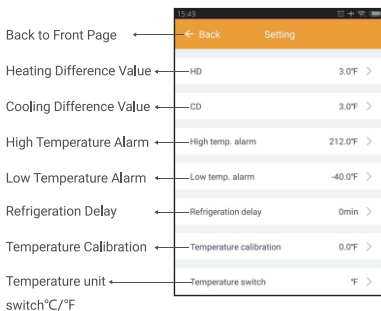 15:49
Back to Front Page ← Back Setting
Heating Difference Value HD 3.0°F >
Cooling Difference Value CD 3.0°F >
High Temperature Alarm High temp. alarm 212.0°F >
Low Temperature Alarm Low temp. alarm -40.0°F >
Refrigeration Delay Refrigeration delay 0min >
Temperature Calibration Temperature calibration 0.0°F >
Temperature unit Temperature switch °F >
switch°C/°F